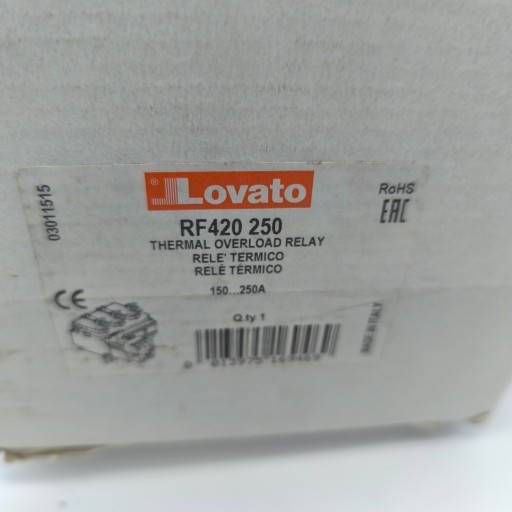 03011515
® Lovato
RoHS
EAC
RF420 250
THERMAL OVERLOAD RELAY
RELE' TERMICO
RELÉ TÉRMICO
150...250A
CE
Q.ty 1
MADE IN ITALY